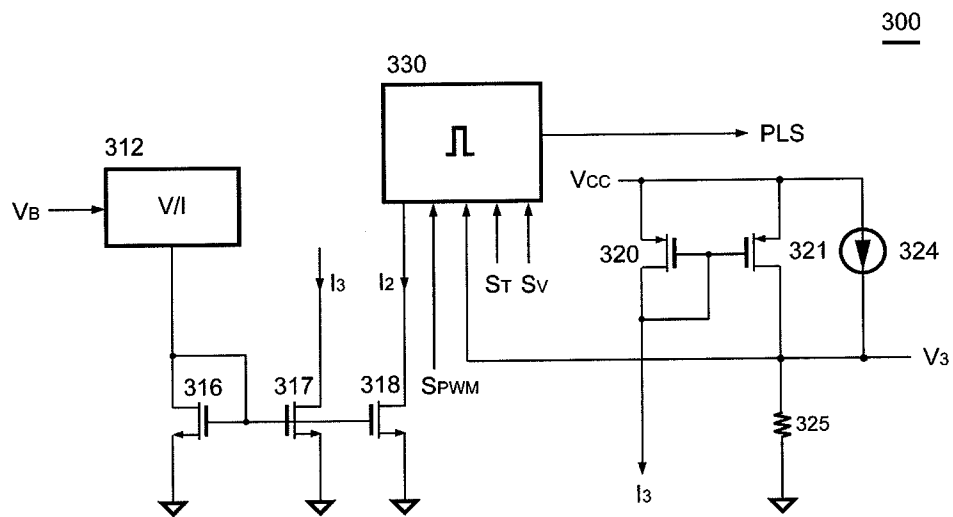 300
330
PLS
312
V/I
VB
VCC
320
321
324
I3
I2
ST
SV
V3
316
317
318
SPWM
325
I3